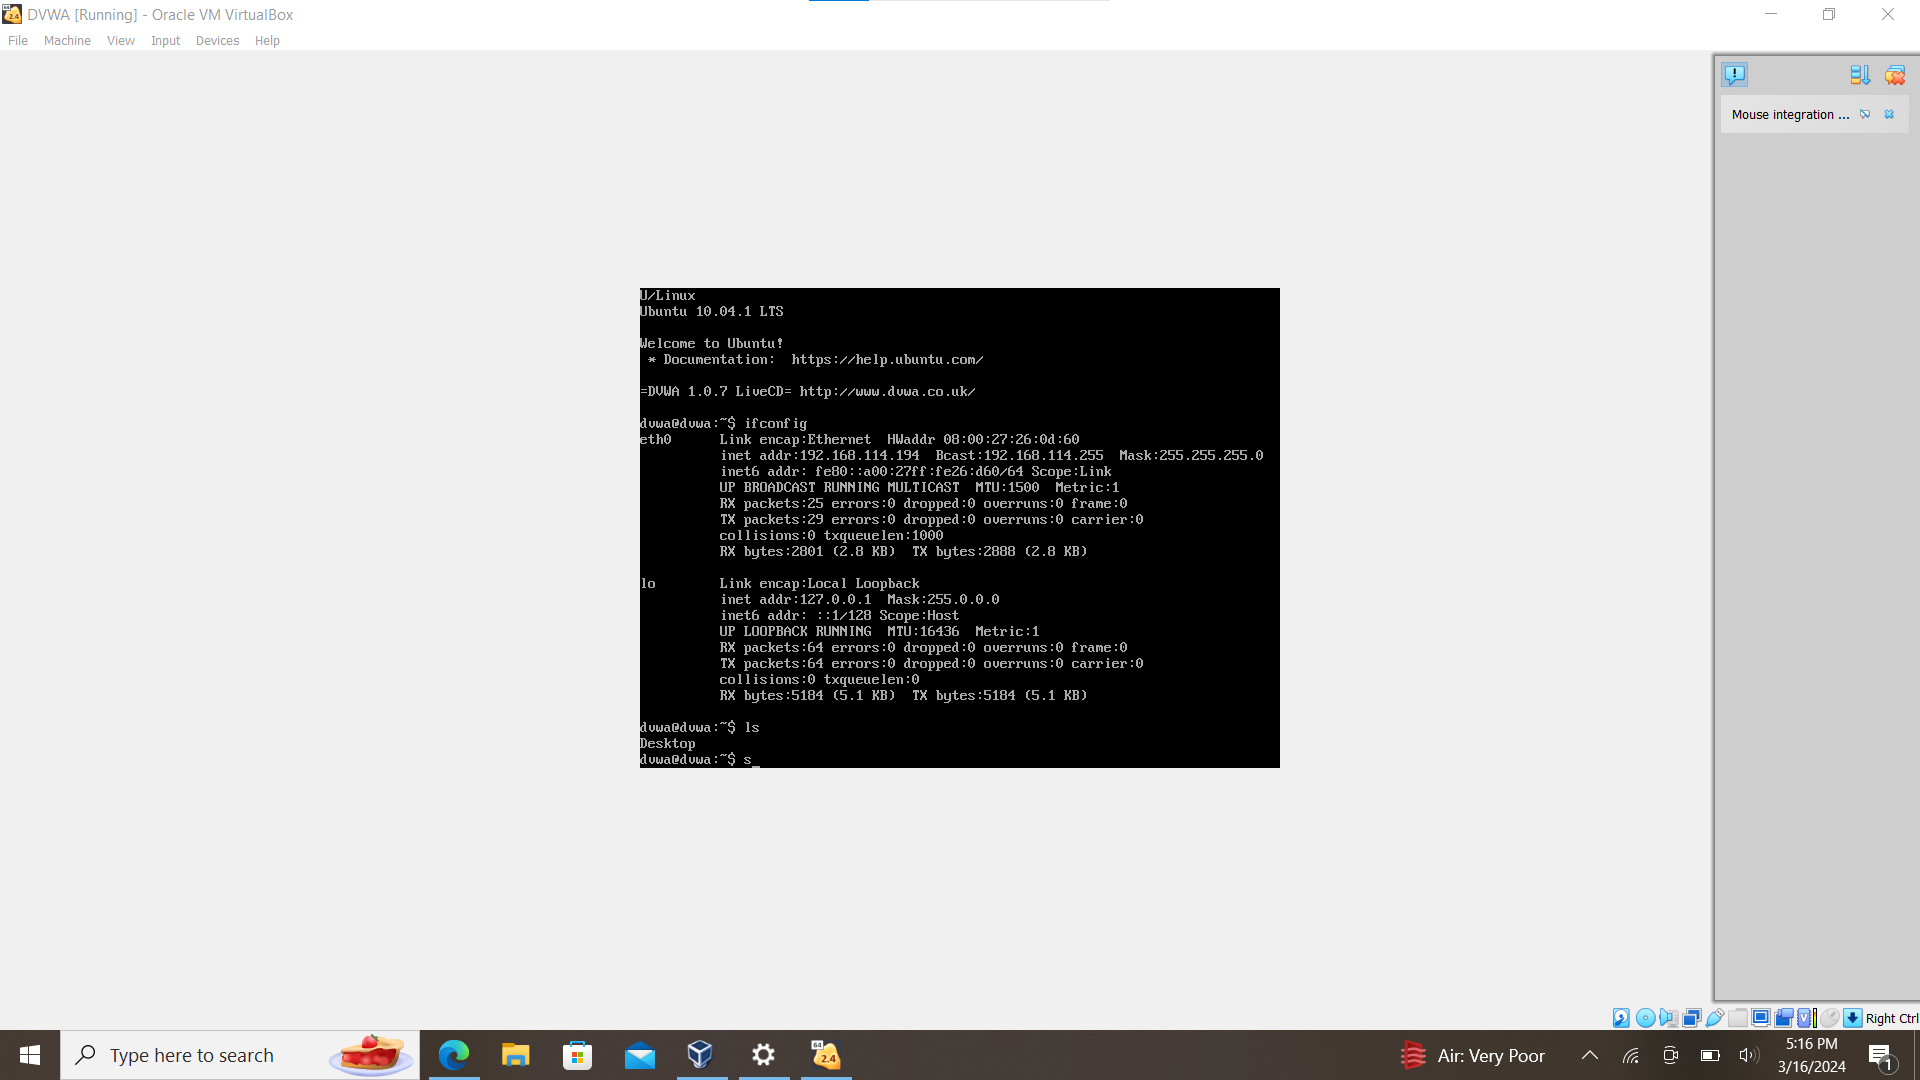 DVWA [Running] - Oracle VM VirtualBox
File Machine View Input Devices Help
Mouse integration ...
U/Linux
Ubuntu 10.04.1 LTS
Welcome to Ubuntu!
* Documentation: https://help.ubuntu.com/
=DVWA 1.0.7 LiveCD= http://www.dvwa.co.uk/
dvwa@dvwa:~$ ifconfig
eth0 Link encap:Ethernet HWaddr 08:00:27:26:0d:60
inet addr:192.168.114.194 Bcast:192.168.114.255 Mask:255.255.255.0
inet6 addr: fe80::a00:27ff:fe26:d60/64 Scope:Link
UP BROADCAST RUNNING MULTICAST MTU:1500 Metric:1
RX packets:25 errors:0 dropped:0 overruns:0 frame:0
TX packets:29 errors:0 dropped:0 overruns:0 carrier:0
collisions:0 txqueuelen:1000
RX bytes:2801 (2.8 KB) TX bytes:2888 (2.8 KB)
lo Link encap:Local Loopback
inet addr:127.0.0.1 Mask:255.0.0.0
inet6 addr: ::1/128 Scope:Host
UP LOOPBACK RUNNING MTU:16436 Metric:1
RX packets:64 errors:0 dropped:0 overruns:0 frame:0
TX packets:64 errors:0 dropped:0 overruns:0 carrier:0
collisions:0 txqueuelen:0
RX bytes:5184 (5.1 KB) TX bytes:5184 (5.1 KB)
dvwa@dvwa:~$ ls
Desktop
dvwa@dvwa:~$ s_
Right Ctrl
Type here to search
64
2.4
Air: Very Poor
5:16 PM
3/16/2024
1